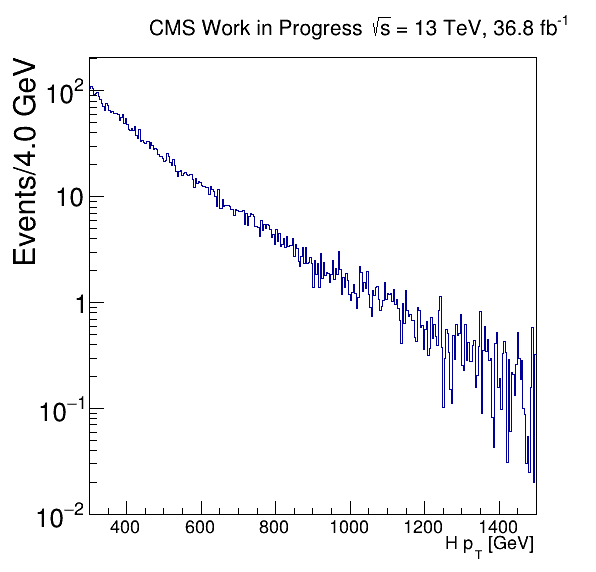 CMS Work in Progress √s = 13 TeV, 36.8 fb⁻¹
Events/4.0 GeV
10²
10
1
10⁻¹
10⁻²
400 600 800 1000 1200 1400
H p_T [GeV]